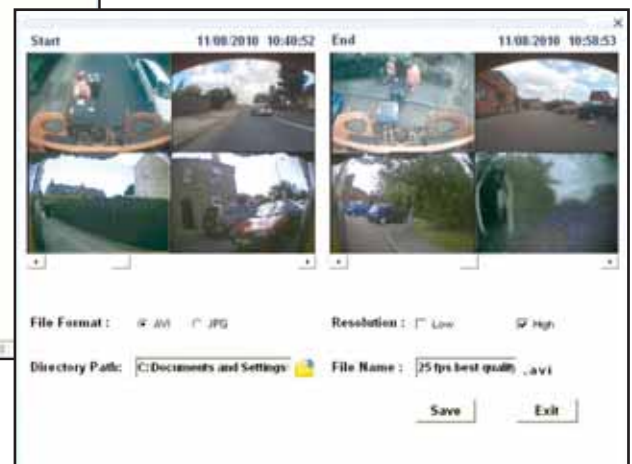 Start 11/08/2010 10:40:52 End 11/08/2010 10:58:53
File Format : AVI JPG Resolution : Low High
Directory Path: C:Documents and Settings File Name : 25 fps best quality .avi
Save Exit